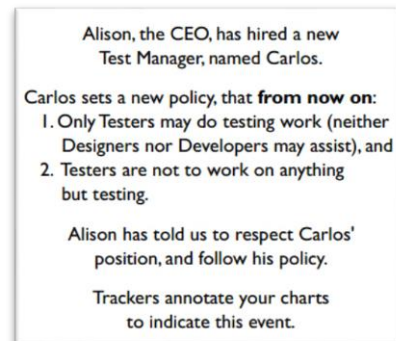 Alison, the CEO, has hired a new
Test Manager, named Carlos.
Carlos sets a new policy, that from now on:
1. Only Testers may do testing work (neither
Designers nor Developers may assist), and
2. Testers are not to work on anything
but testing.
Alison has told us to respect Carlos'
position, and follow his policy.
Trackers annotate your charts
to indicate this event.